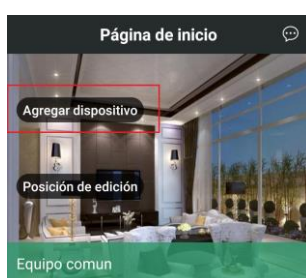 Página de inicio
Agregar dispositivo
Posición de edición
Equipo comun